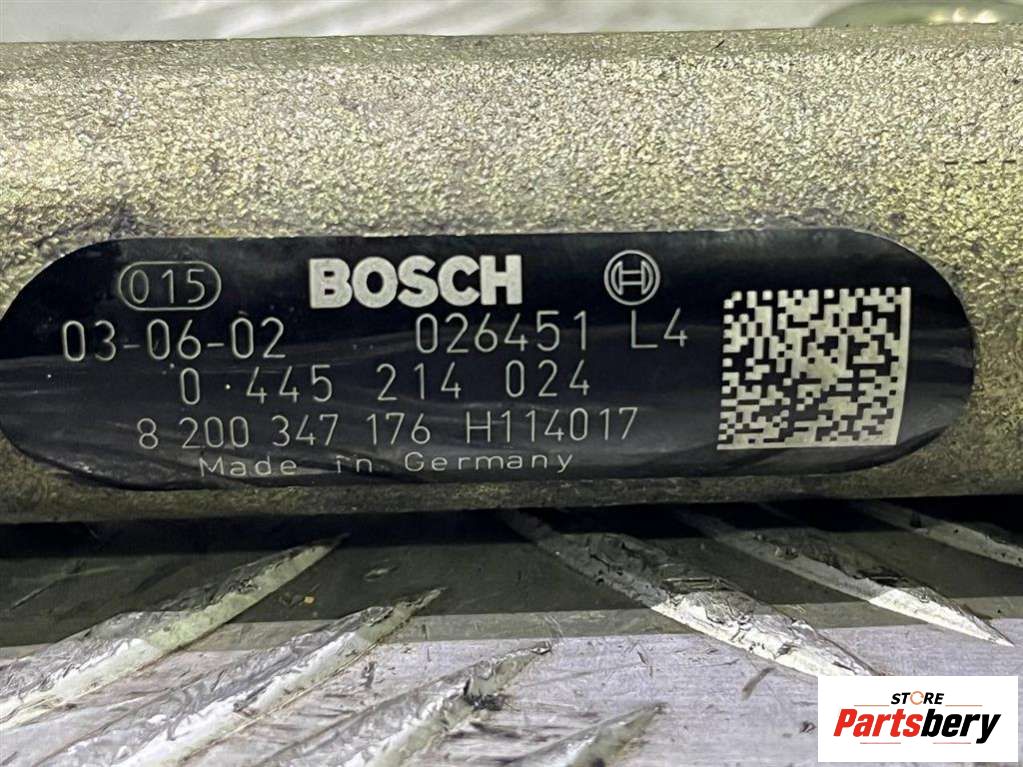 015 BOSCH
03-06-02 026451 L4
0 445 214 024
8 200 347 176 H114017
Made in Germany
STORE
Partsbery